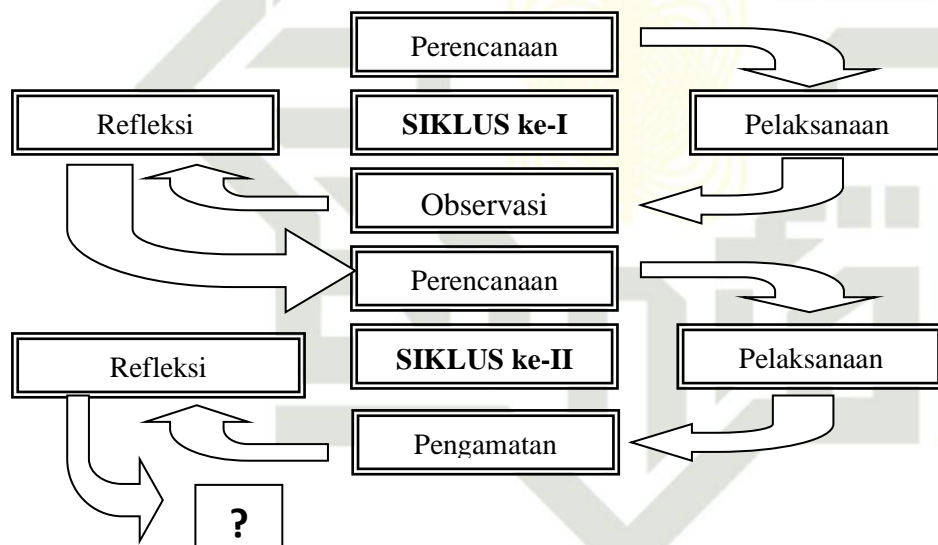 Perencanaan
Refleksi
SIKLUS ke-I
Pelaksanaan
Observasi
Perencanaan
Refleksi
SIKLUS ke-II
Pelaksanaan
Pengamatan
?